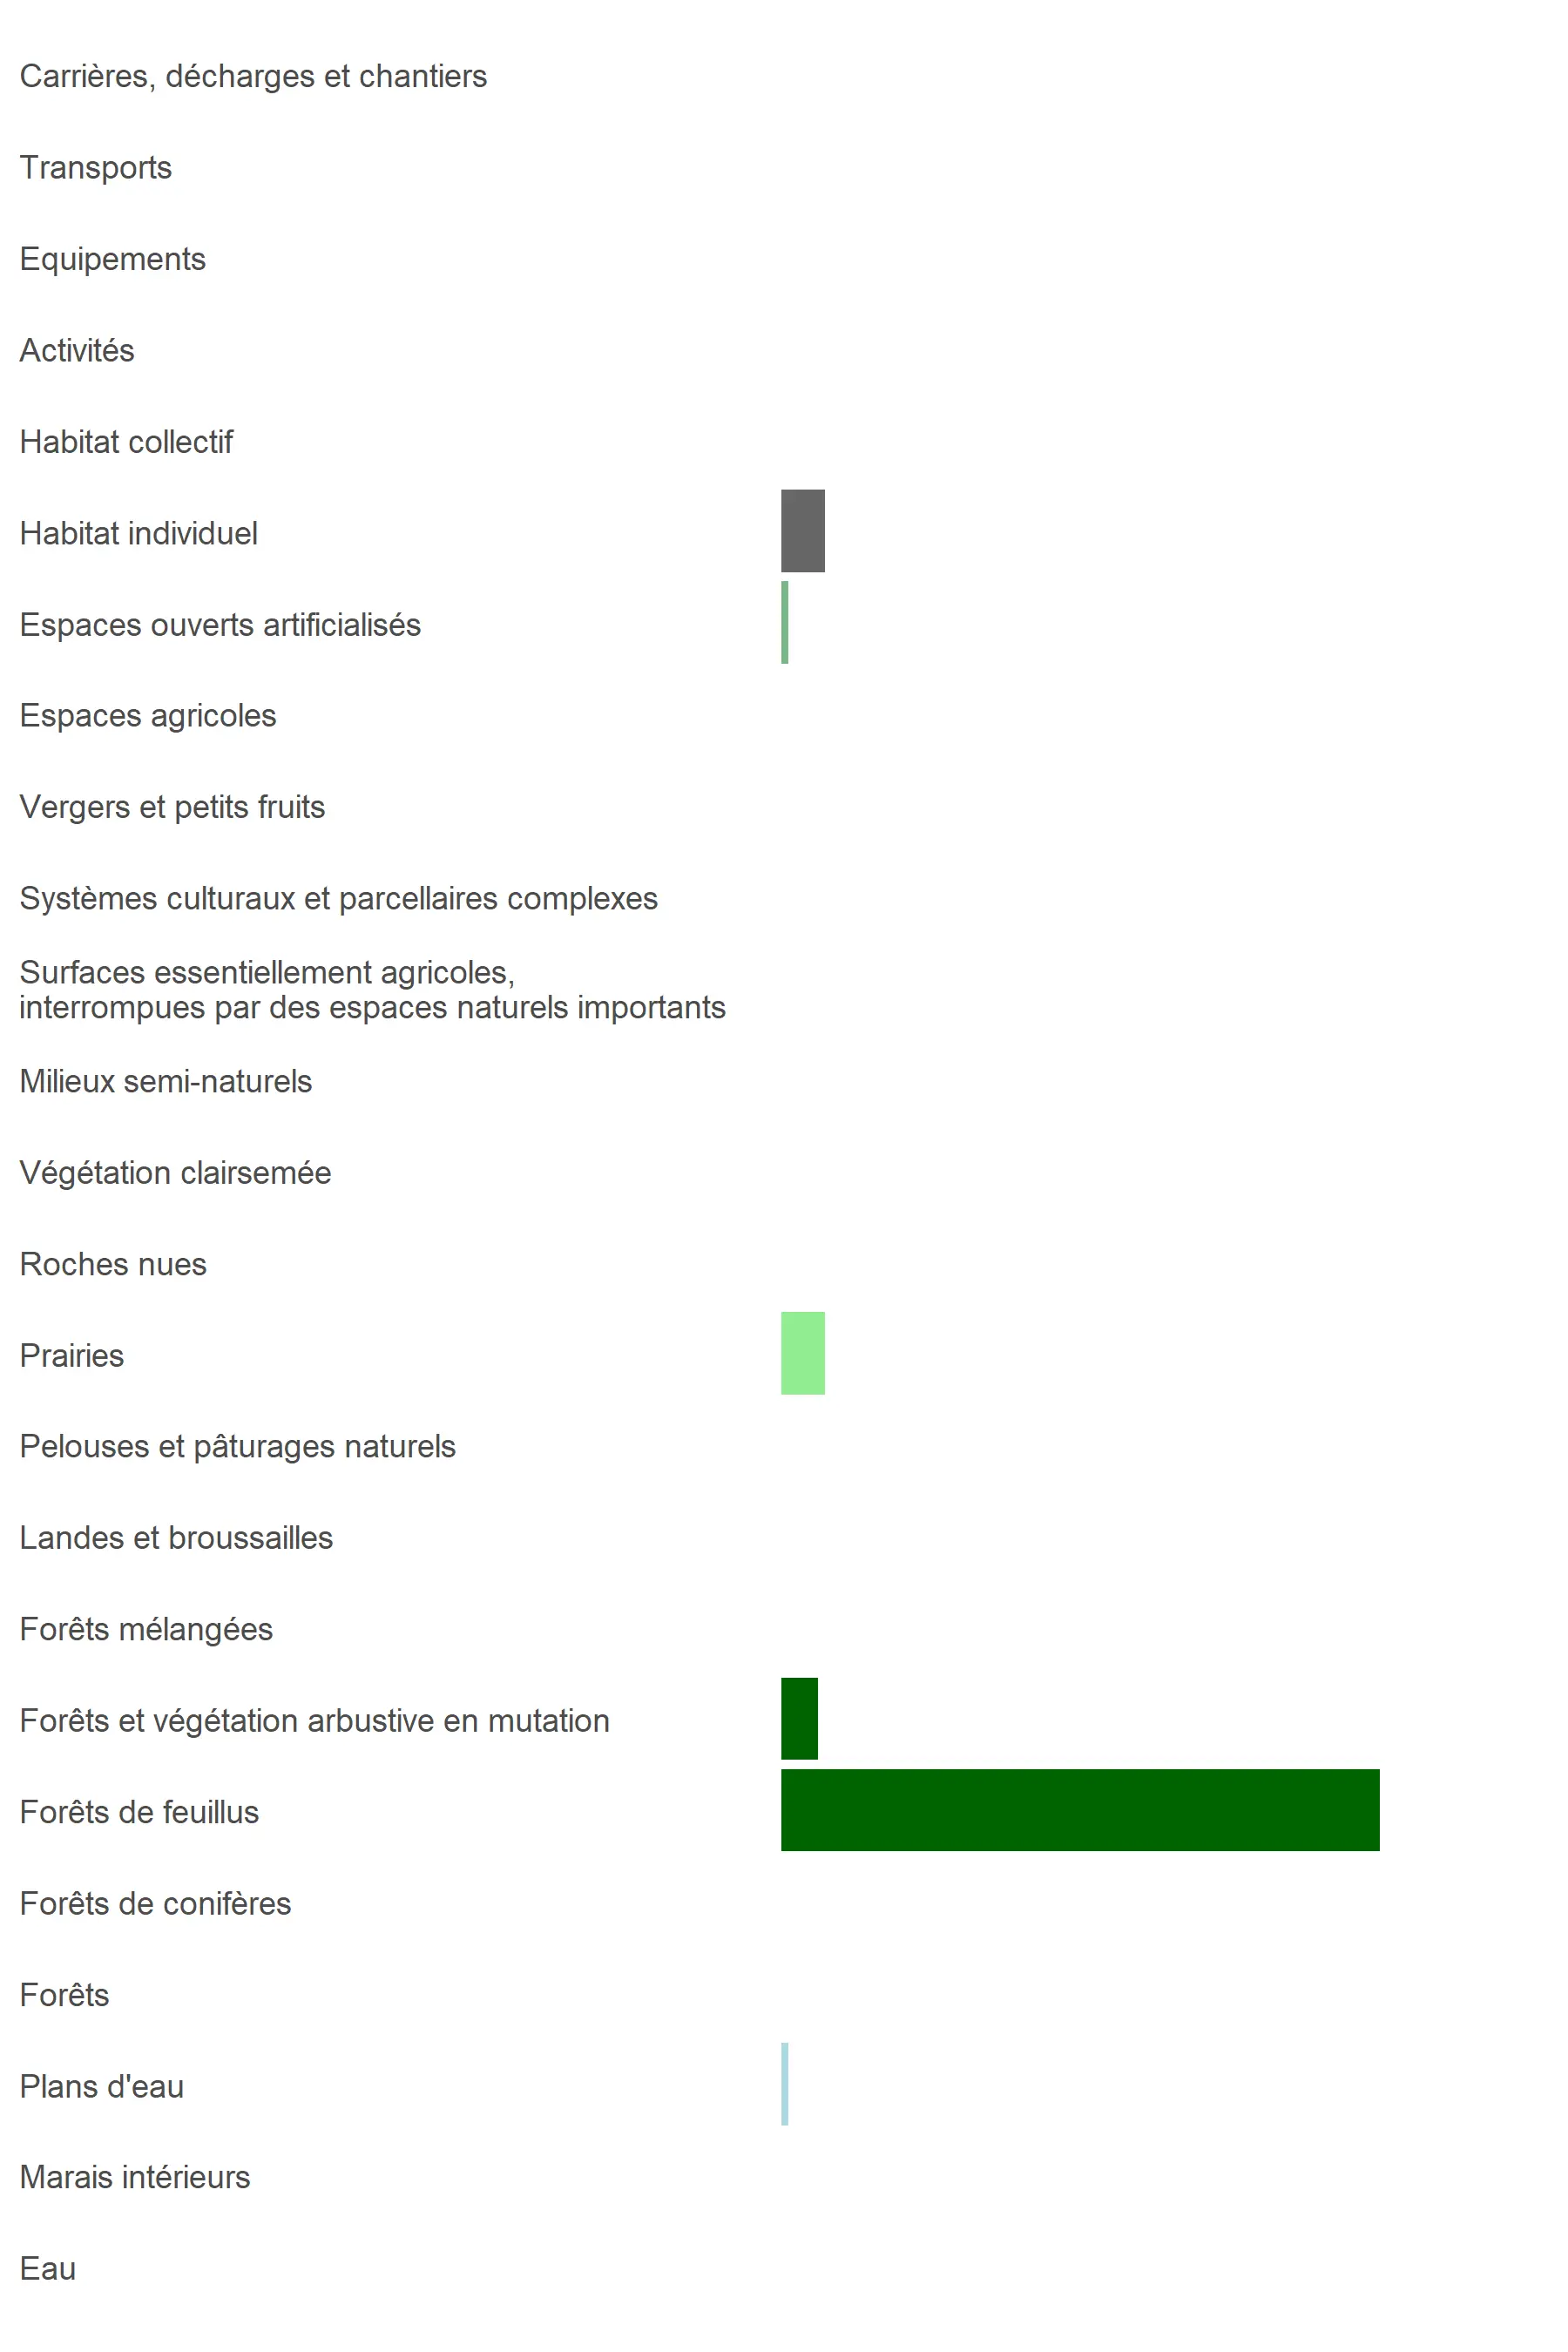 Carrières, décharges et chantiers
Transports
Equipements
Activités
Habitat collectif
Habitat individuel
Espaces ouverts artificialisés
Espaces agricoles
Vergers et petits fruits
Systèmes culturaux et parcellaires complexes
Surfaces essentiellement agricoles,
interrompues par des espaces naturels importants
Milieux semi-naturels
Végétation clairsemée
Roches nues
Prairies
Pelouses et pâturages naturels
Landes et broussailles
Forêts mélangées
Forêts et végétation arbustive en mutation
Forêts de feuillus
Forêts de conifères
Forêts
Plans d'eau
Marais intérieurs
Eau